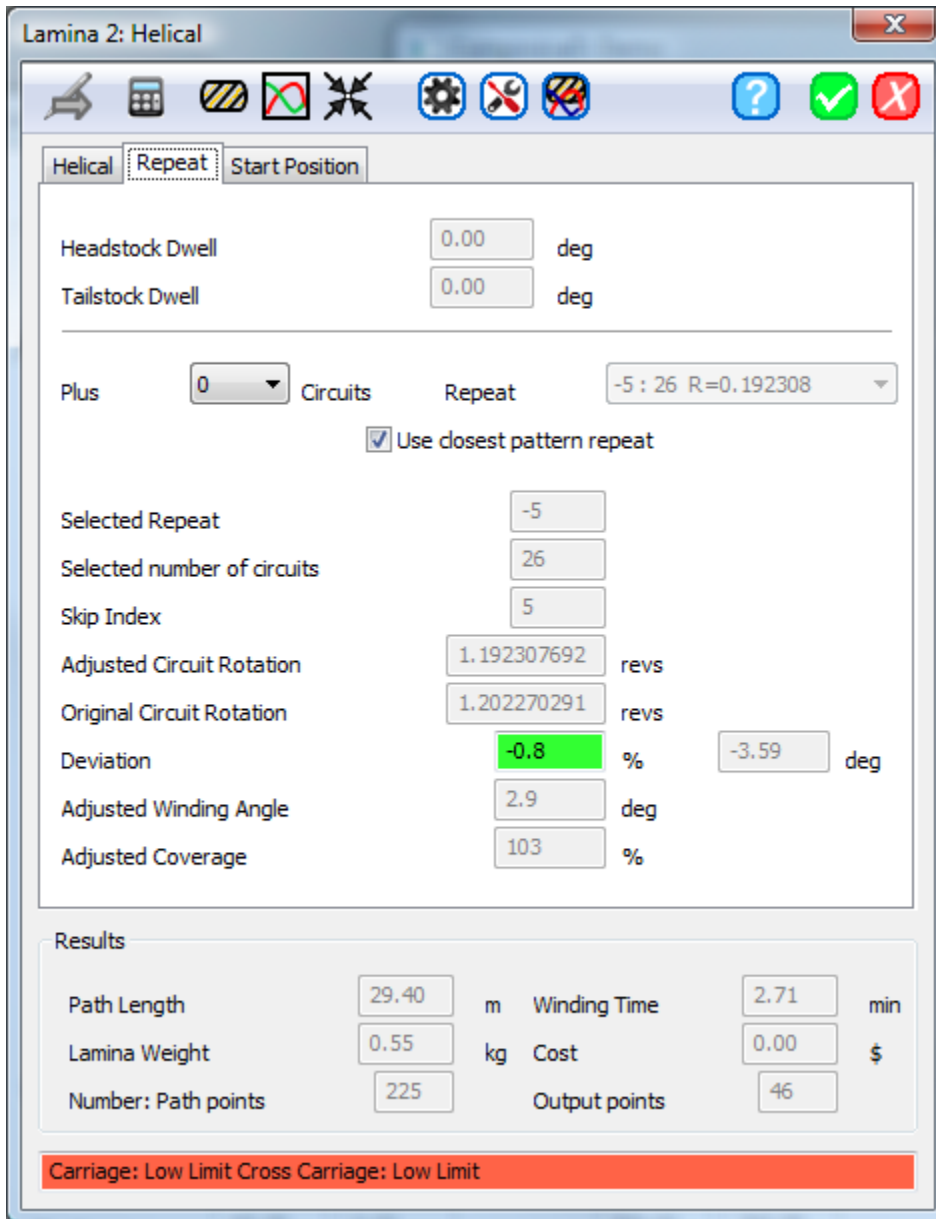 Lamina 2: Helical
Helical Repeat Start Position
Headstock Dwell 0.00 deg
Tailstock Dwell 0.00 deg
Plus 0 Circuits Repeat -5 : 26 R=0.192308
Use closest pattern repeat
Selected Repeat -5
Selected number of circuits 26
Skip Index 5
Adjusted Circuit Rotation 1.192307692 revs
Original Circuit Rotation 1.202270291 revs
Deviation -0.8 % -3.59 deg
Adjusted Winding Angle 2.9 deg
Adjusted Coverage 103 %
Results
Path Length 29.40 m Winding Time 2.71 min
Lamina Weight 0.55 kg Cost 0.00 $
Number: Path points 225 Output points 46
Carriage: Low Limit Cross Carriage: Low Limit